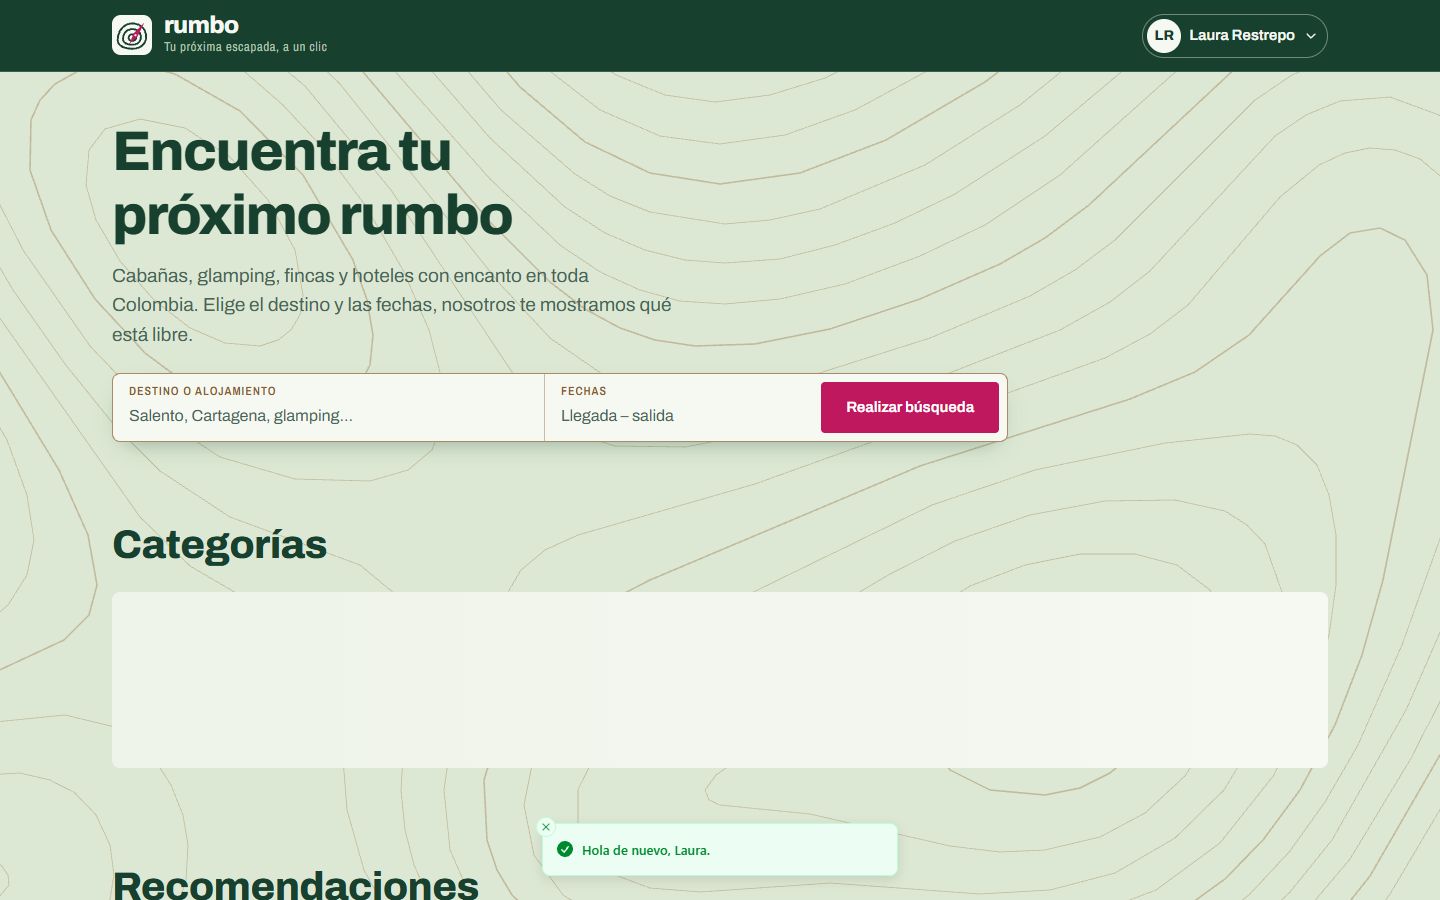 rumbo
Tu próxima escapada, a un clic
LR
Laura Restrepo
Encuentra tu
próximo rumbo
Cabañas, glamping, fincas y hoteles con encanto en toda
Colombia. Elige el destino y las fechas, nosotros te mostramos qué
está libre.
DESTINO O ALOJAMIENTO
Salento, Cartagena, glamping...
FECHAS
Llegada – salida
Realizar búsqueda
Categorías
Hola de nuevo, Laura.
Recomendaciones